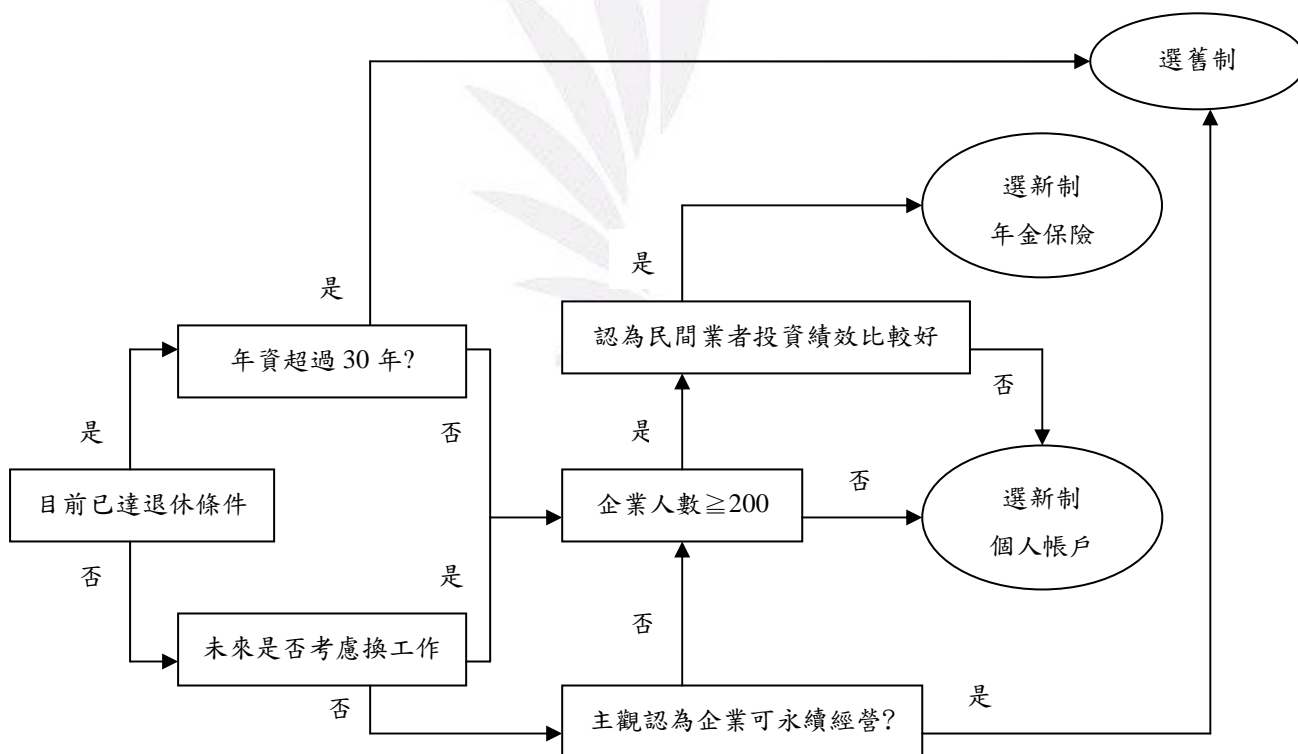 選舊制
選新制
年金保險
是
是
認為民間業者投資績效比較好
年資超過 30 年?
否
是
否
是
否
目前已達退休條件
企業人數≧200
選新制
個人帳戶
否
是
否
未來是否考慮換工作
是
否
主觀認為企業可永續經營?